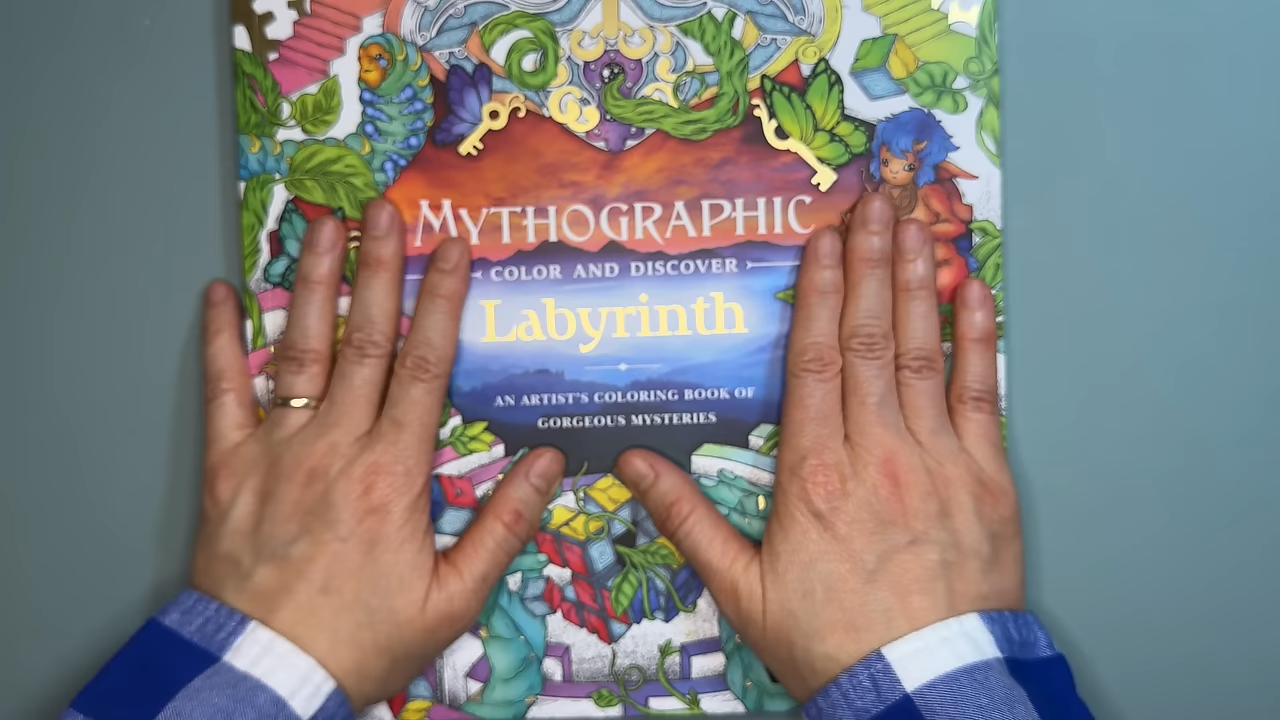 MYTHOGRAPHIC
COLOR AND DISCOVER
Labyrinth
AN ARTIST'S COLORING BOOK OF
GORGEOUS MYSTERIES